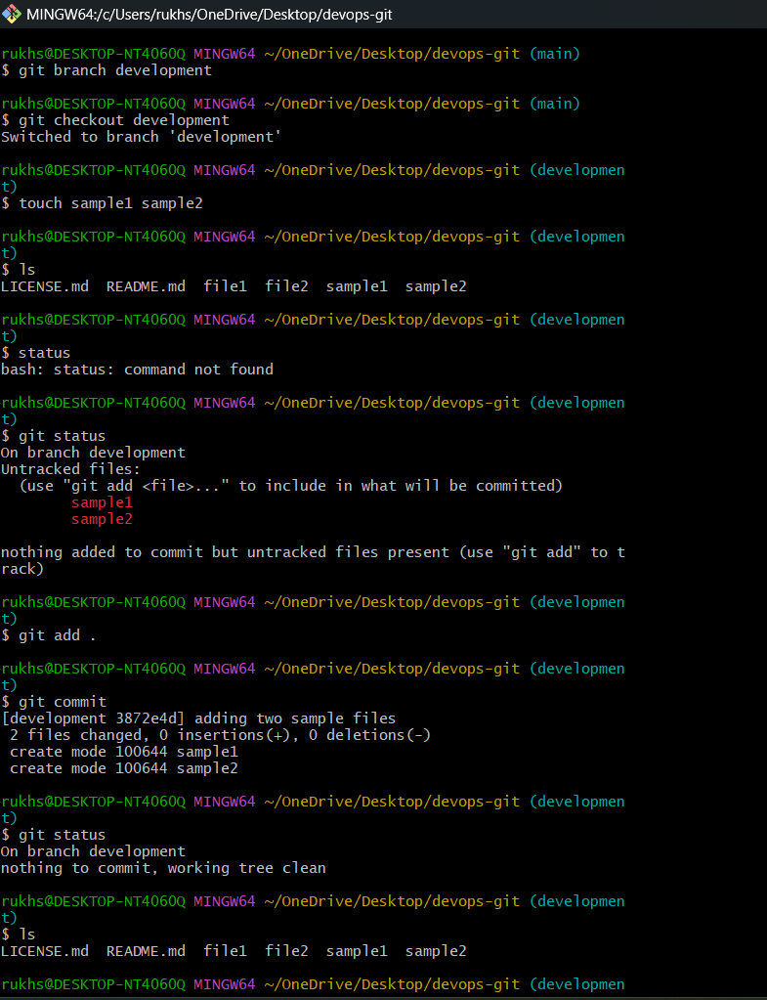 MINGW64:/c/Users/rukhs/OneDrive/Desktop/devops-git
rukhs@DESKTOP-NT4060Q MINGW64 ~/OneDrive/Desktop/devops-git (main)
$ git branch development
rukhs@DESKTOP-NT4060Q MINGW64 ~/OneDrive/Desktop/devops-git (main)
$ git checkout development
Switched to branch 'development'
rukhs@DESKTOP-NT4060Q MINGW64 ~/OneDrive/Desktop/devops-git (developmen
t)
$ touch sample1 sample2
rukhs@DESKTOP-NT4060Q MINGW64 ~/OneDrive/Desktop/devops-git (developmen
t)
$ ls
LICENSE.md  README.md  file1  file2  sample1  sample2
rukhs@DESKTOP-NT4060Q MINGW64 ~/OneDrive/Desktop/devops-git (developmen
t)
$ status
bash: status: command not found
rukhs@DESKTOP-NT4060Q MINGW64 ~/OneDrive/Desktop/devops-git (developmen
t)
$ git status
On branch development
Untracked files:
  (use "git add <file>..." to include in what will be committed)
        sample1
        sample2
nothing added to commit but untracked files present (use "git add" to t
rack)
rukhs@DESKTOP-NT4060Q MINGW64 ~/OneDrive/Desktop/devops-git (developmen
t)
$ git add .
rukhs@DESKTOP-NT4060Q MINGW64 ~/OneDrive/Desktop/devops-git (developmen
t)
$ git commit
[development 3872e4d] adding two sample files
 2 files changed, 0 insertions(+), 0 deletions(-)
 create mode 100644 sample1
 create mode 100644 sample2
rukhs@DESKTOP-NT4060Q MINGW64 ~/OneDrive/Desktop/devops-git (developmen
t)
$ git status
On branch development
nothing to commit, working tree clean
rukhs@DESKTOP-NT4060Q MINGW64 ~/OneDrive/Desktop/devops-git (developmen
t)
$ ls
LICENSE.md  README.md  file1  file2  sample1  sample2
rukhs@DESKTOP-NT4060Q MINGW64 ~/OneDrive/Desktop/devops-git (developmen